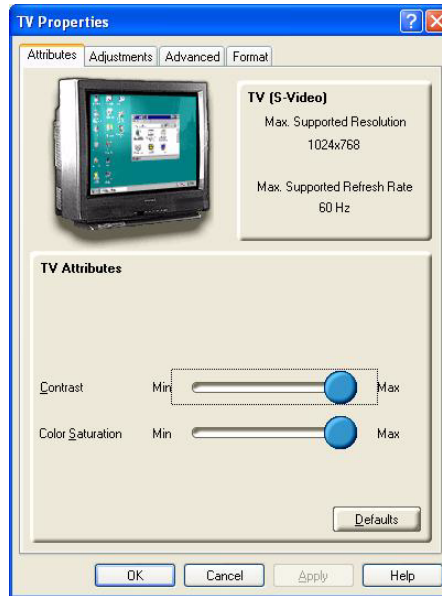 TV Properties
Attributes Adjustments Advanced Format
TV (S-Video)
Max. Supported Resolution
1024x768
Max. Supported Refresh Rate
60 Hz
TV Attributes
Contrast Min Max
Color Saturation Min Max
Defaults
OK Cancel Apply Help